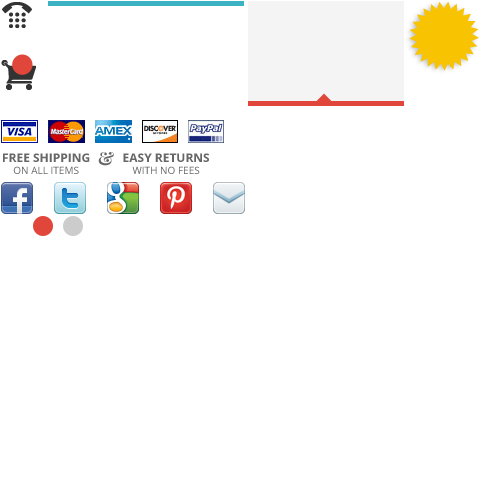 VISA MasterCard AMEX DISCOVER PayPal
FREE SHIPPING & EASY RETURNS
ON ALL ITEMS WITH NO FEES
f t g P